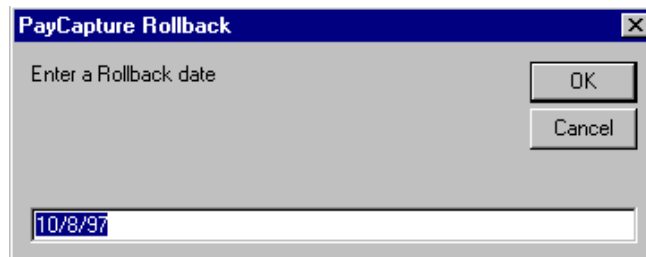 PayCapture Rollback
Enter a Rollback date
OK
Cancel
10/8/97